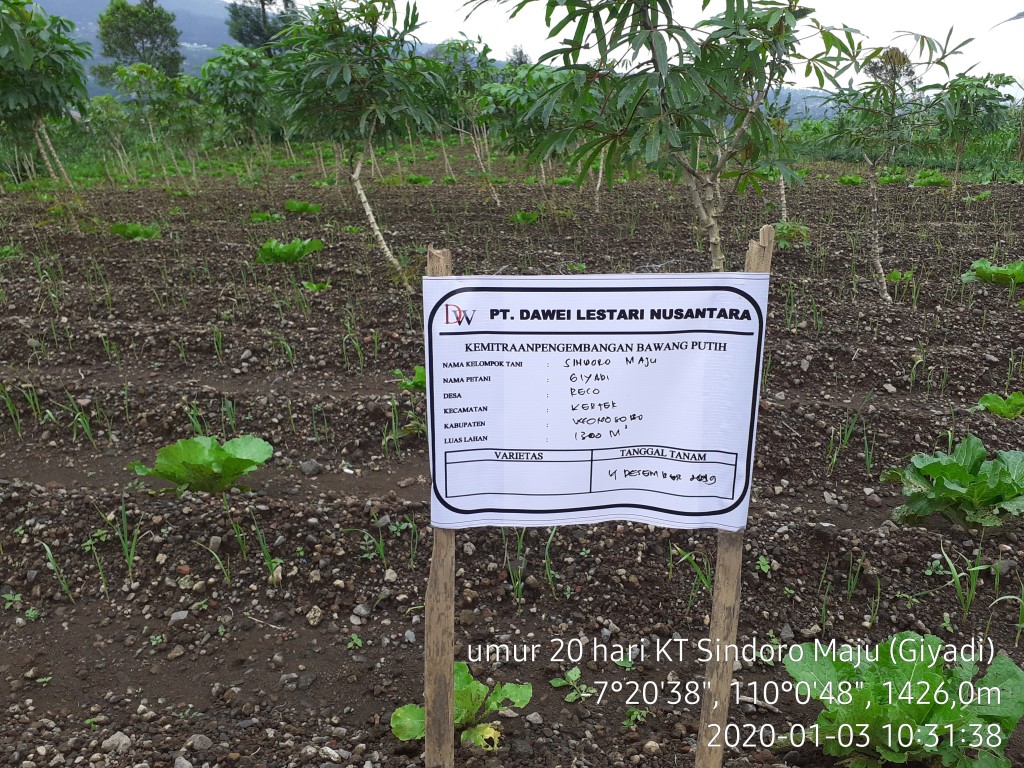 DW PT. DAWEI LESTARI NUSANTARA
KEMITRAANPENGEMBANGAN BAWANG PUTIH
NAMA KELOMPOK TANI : SINDORO MAJU
NAMA PETANI : GIYADI
DESA : RECO
KECAMATAN : KERTEK
KABUPATEN : WONOSOBO
LUAS LAHAN : 1300 M²
VARIETAS TANGGAL TANAM
4 DESEMBER 2019
umur 20 hari KT Sindoro Maju (Giyadi)
7°20'38", 110°0'48", 1426,0m
2020-01-03 10:31:38